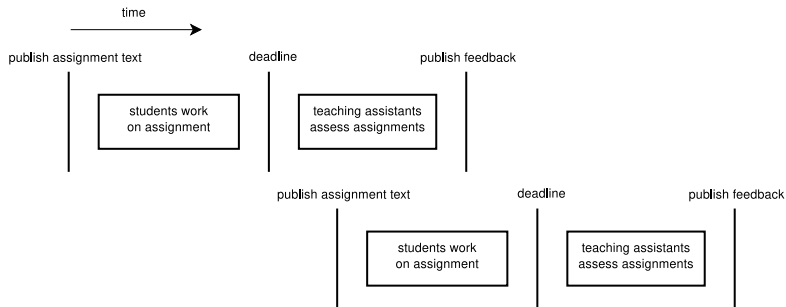 time
publish assignment text deadline publish feedback
students work
on assignment
teaching assistants
assess assignments
publish assignment text deadline publish feedback
students work
on assignment
teaching assistants
assess assignments